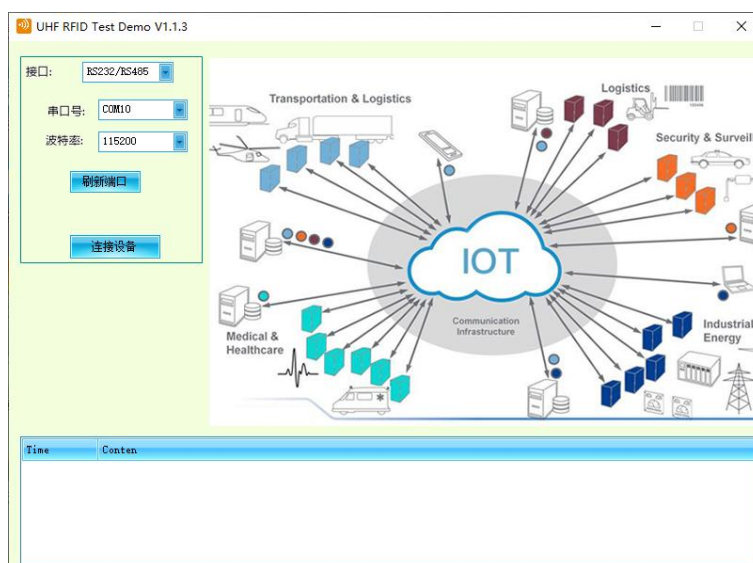 UHF RFID Test Demo V1.1.3
接口: RS232/RS485
串口号: COM10
波特率: 115200
刷新端口
连接设备
Transportation & Logistics
Logistics
Security & Surveil
IOT
Communication
Infrastructure
Medical &
Healthcare
Industrial
Energy
Time Conten